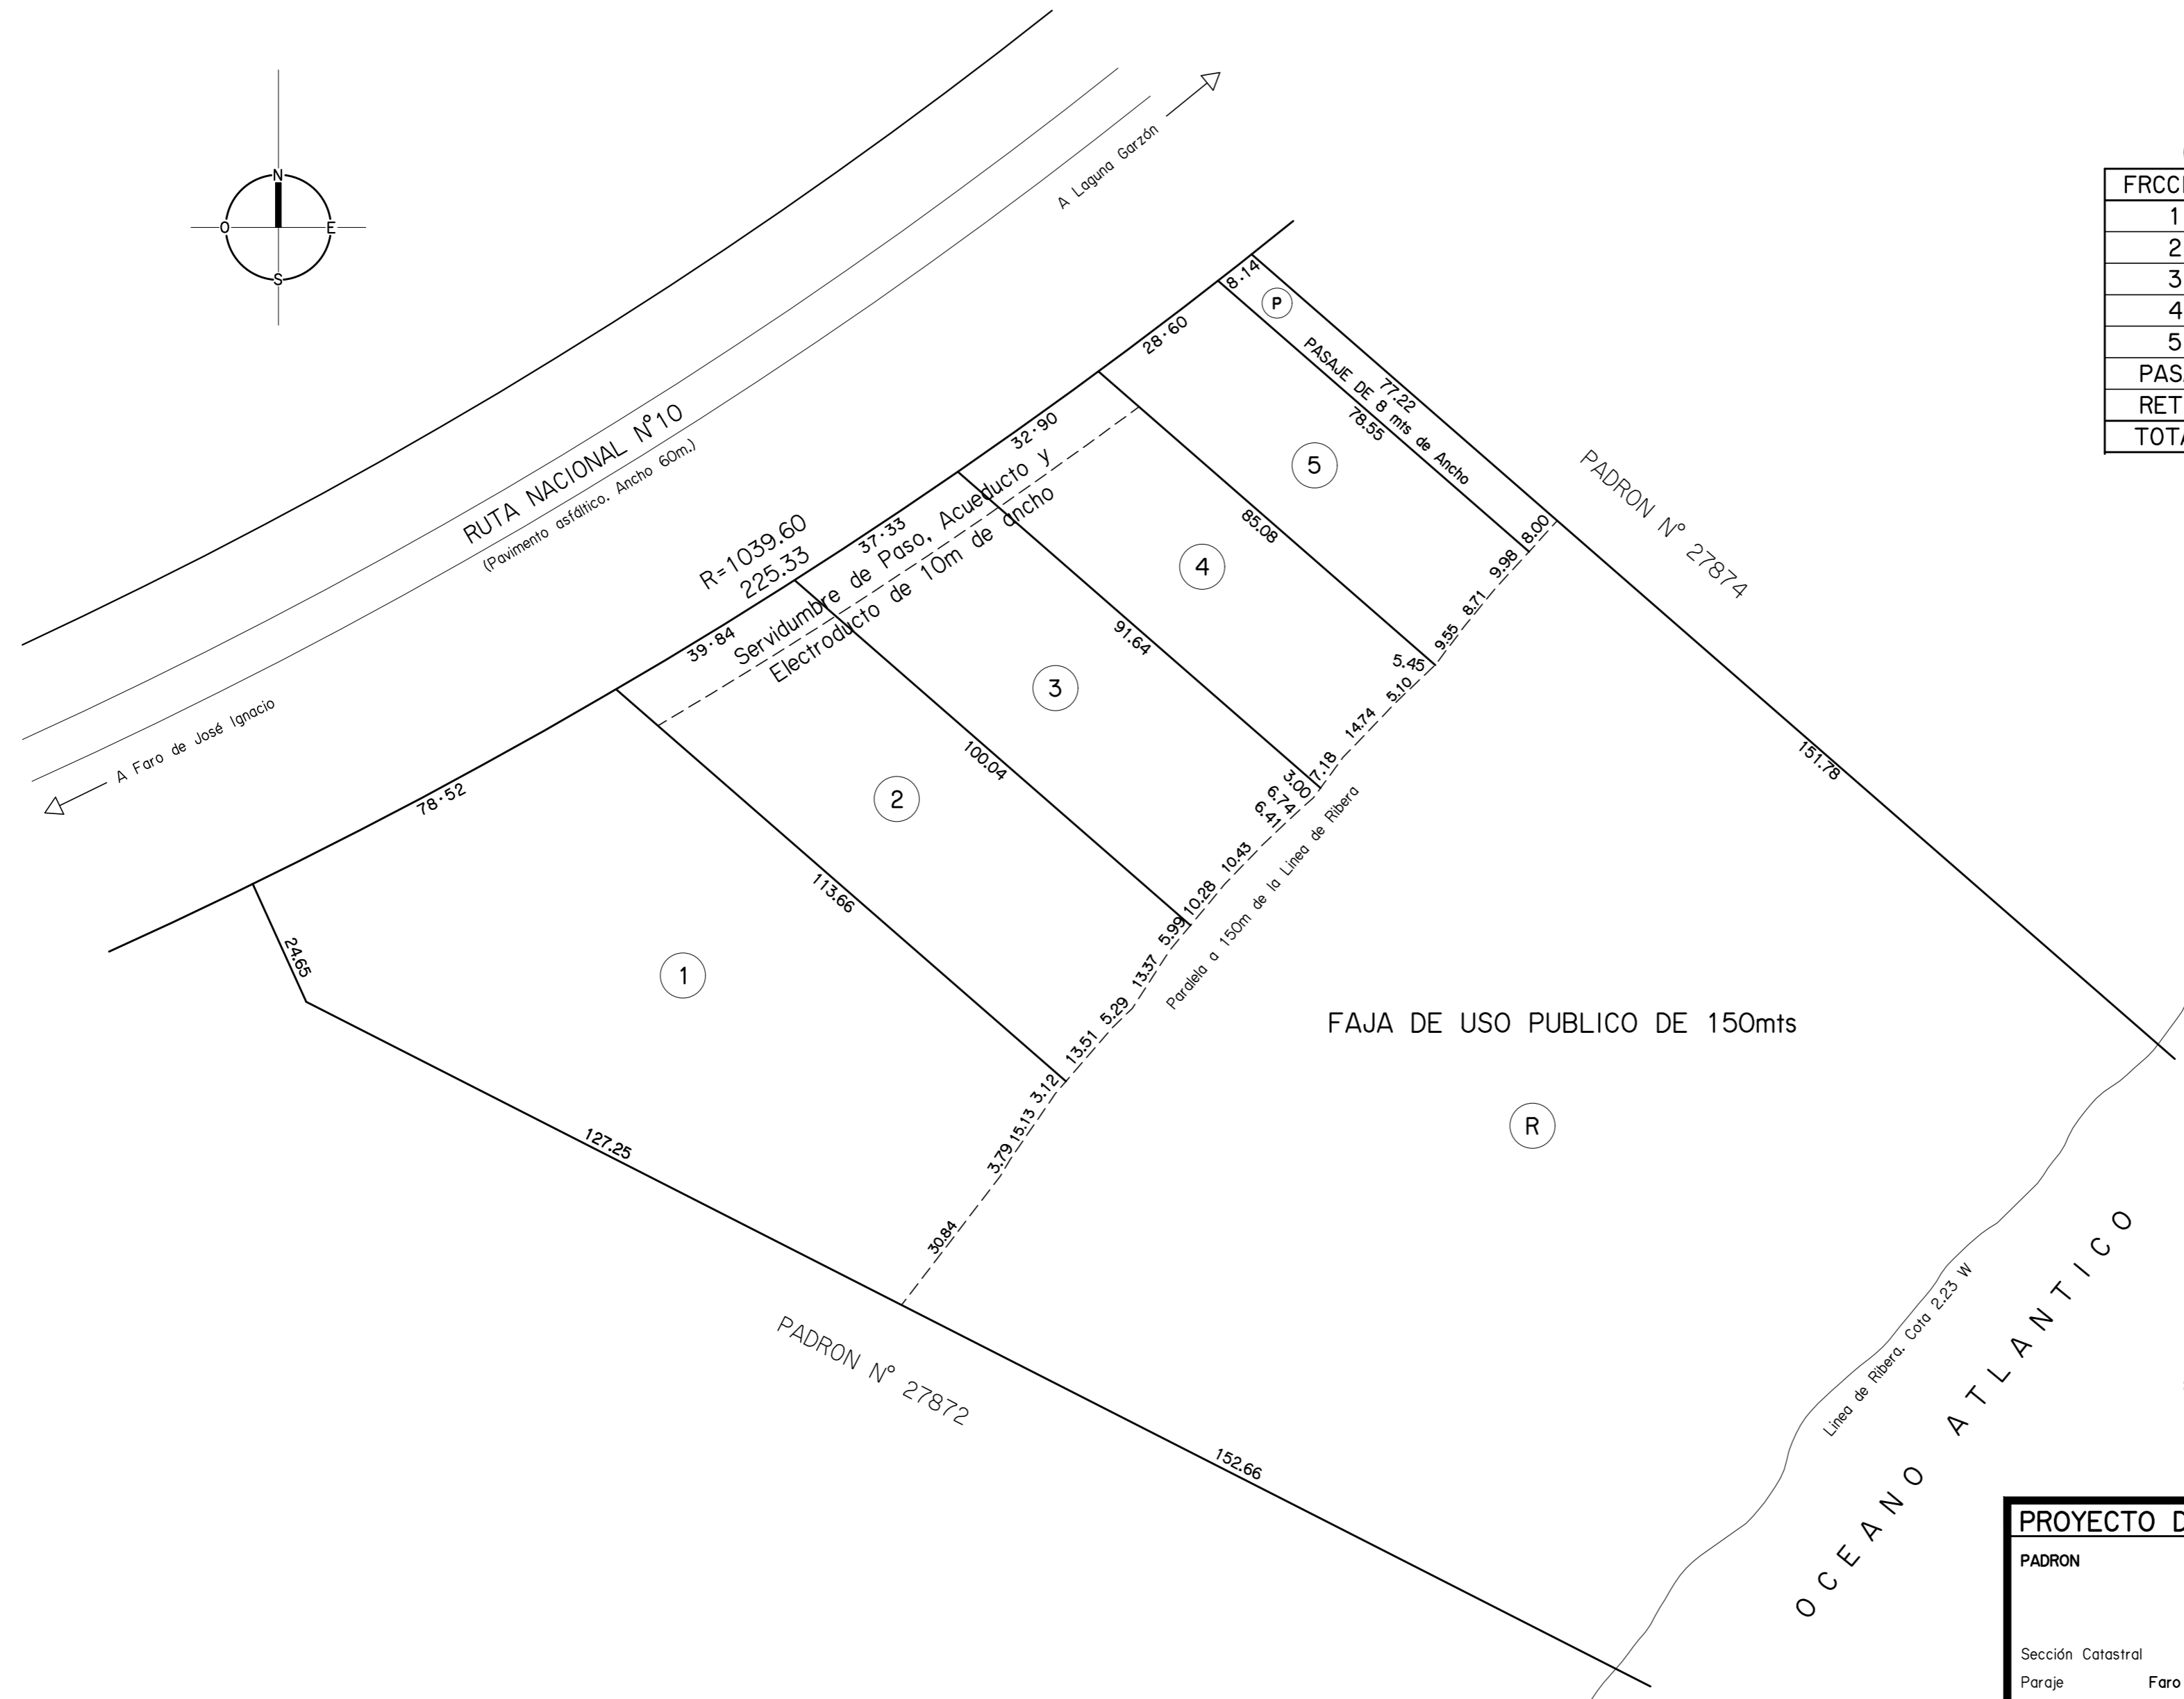 N
O
E
S
A Laguna Garzón
RUTA NACIONAL N°10
(Pavimento asfáltico. Ancho 60m.)
A Faro de José Ignacio
R=1039.60
225.33
Servidumbre de Paso, Acueducto y
Electroducto de 10m de ancho
8.14
28.60
32.90
37.33
39.84
78.52
P
PASAJE DE 8 mts de Ancho
77.22
78.55
5
85.08
4
91.64
3
100.04
2
113.66
1
24.65
127.25
8.00
9.98
8.71
9.55
5.45
5.10
14.74
7.18
3.00
6.74
6.41
10.43
10.28
5.99
13.37
5.29
13.51
3.12
15.13
3.79
30.84
Paralela a 150m de la Linea de Ribera
PADRON N° 27874
151.78
FAJA DE USO PUBLICO DE 150mts
R
PADRON N° 27872
152.66
Linea de Ribera. Cota 2.23 W
OCEANO ATLANTICO
1
2
3
4
5
PROYECTO
PADRON
Sección Catastral
Paraje Faro